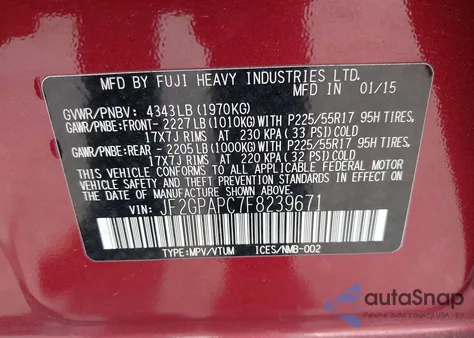 MFD BY FUJI HEAVY INDUSTRIES LTD.
MFD IN 01/15
GVWR/PNBV: 4343LB(1970KG)
GAWR/PNBE:FRONT-2227LB(1010KG)WITH P225/55R17 95H TIRES,
17X7J RIMS AT 230 KPA(33 PSI)COLD
GAWR/PNBE:REAR -2205LB(1000KG)WITH P225/55R17 95H TIRES,
17X7J RIMS AT 220 KPA(32 PSI)COLD
THIS VEHICLE CONFORMS TO ALL APPLICABLE FEDERAL MOTOR
VEHICLE SAFETY AND THEFT PREVENTION STANDARDS IN EFFECT ON
THE DATE OF MANUFACTURE SHOWN ABOVE.
VIN: JF2GPAPC7F8239671
TYPE:MPV/VTUM ICES/NMB-002
autoSnap